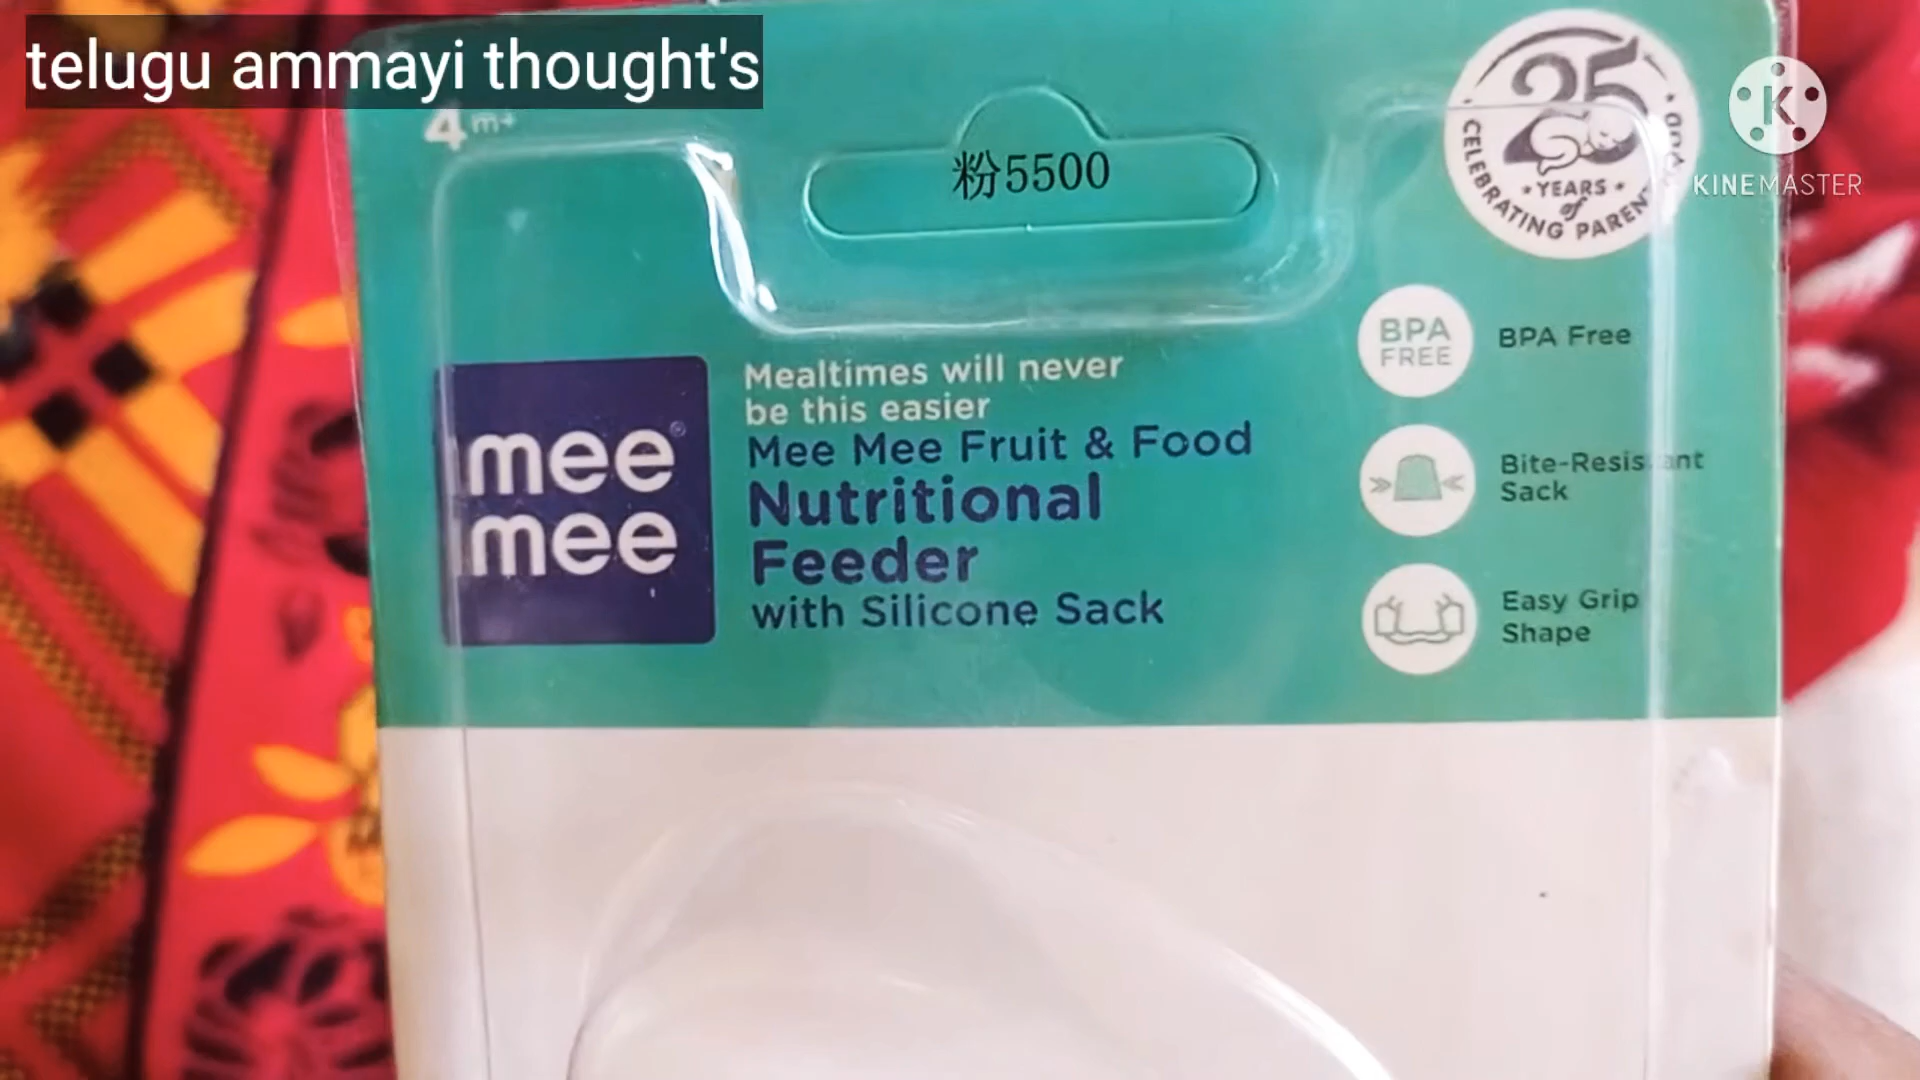 telugu ammayi thought's
4m+
粉5500
25
YEARS
of
CELEBRATING PARENT
KINEMASTER
mee
mee
Mealtimes will never
be this easier
Mee Mee Fruit & Food
Nutritional
Feeder
with Silicone Sack
BPA
FREE
BPA Free
Bite-Resistant
Sack
Easy Grip
Shape